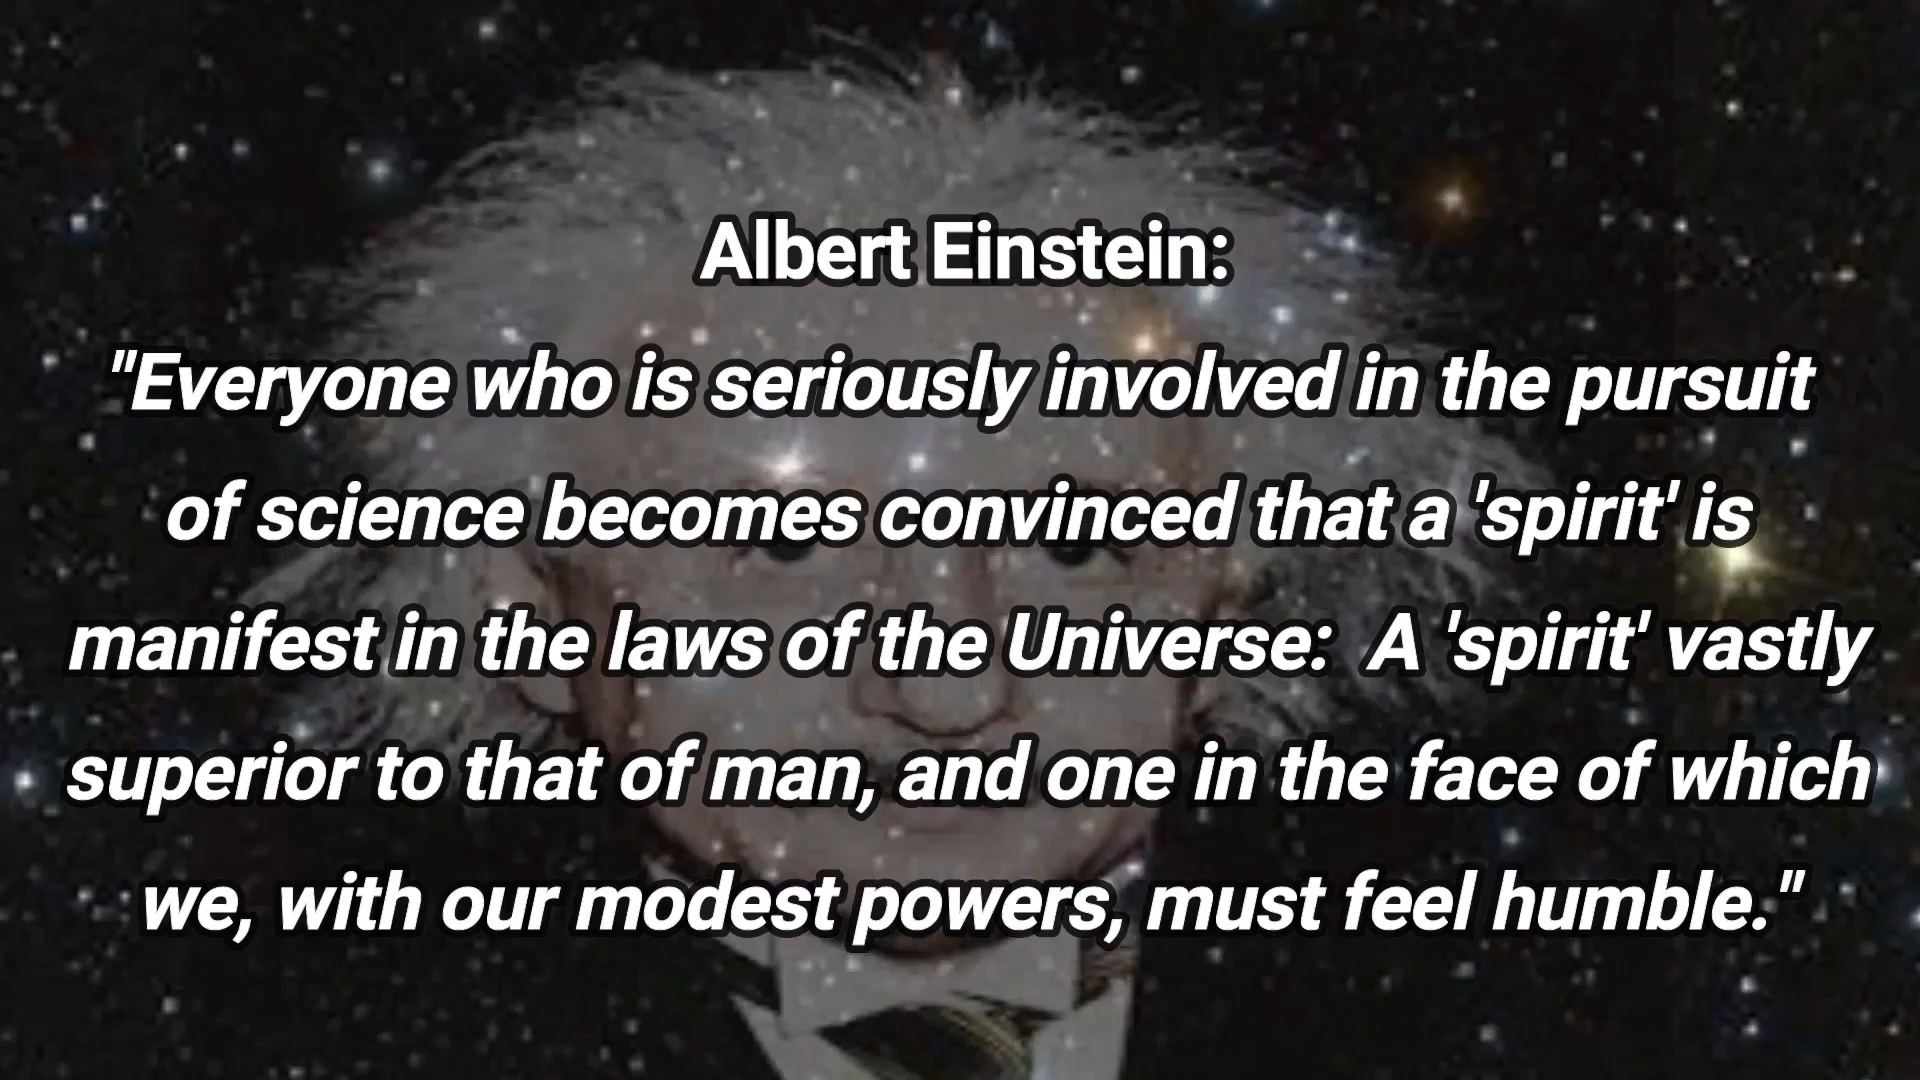 Albert Einstein:
"Everyone who is seriously involved in the pursuit
of science becomes convinced that a 'spirit' is
manifest in the laws of the Universe:  A 'spirit' vastly
superior to that of man, and one in the face of which
we, with our modest powers, must feel humble."